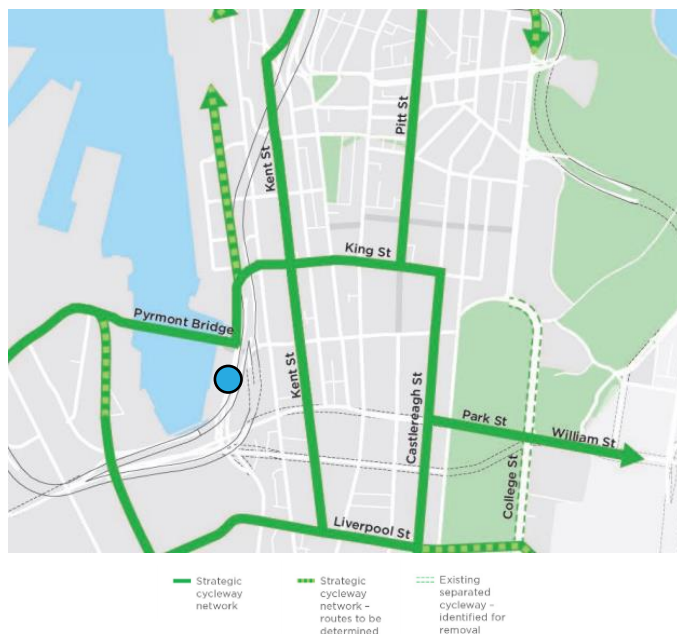 Kent St
Pitt St
King St
Pyrmont Bridge
Kent St
Castlereagh St
Park St
William St
College St
Liverpool St
Strategic
cycleway
network
Strategic
cycleway
network –
routes to be
determined
Existing
separated
cycleway –
identified for
removal